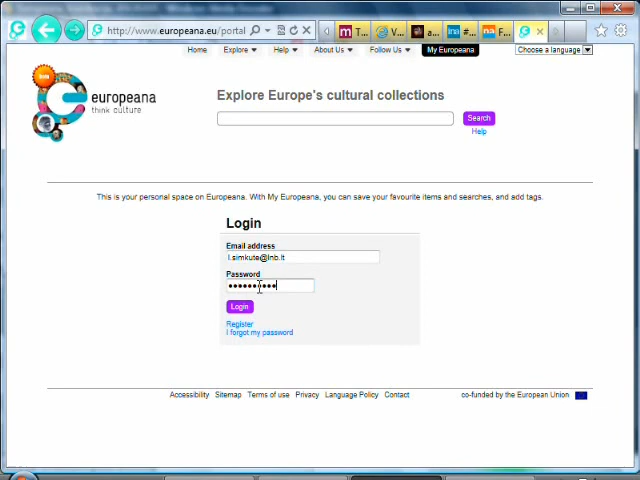 http://www.europeana.eu/portal
T...
V...
a...
#...
F...
Home Explore Help About Us Follow Us My Europeana Choose a language
europeana
think culture
Explore Europe's cultural collections
Search
Help
This is your personal space on Europeana. With My Europeana, you can save your favourite items and searches, and add tags.
Login
Email address
l.simkute@lnb.lt
Password
Login
Register
I forgot my password
Accessibility Sitemap Terms of use Privacy Language Policy Contact co-funded by the European Union